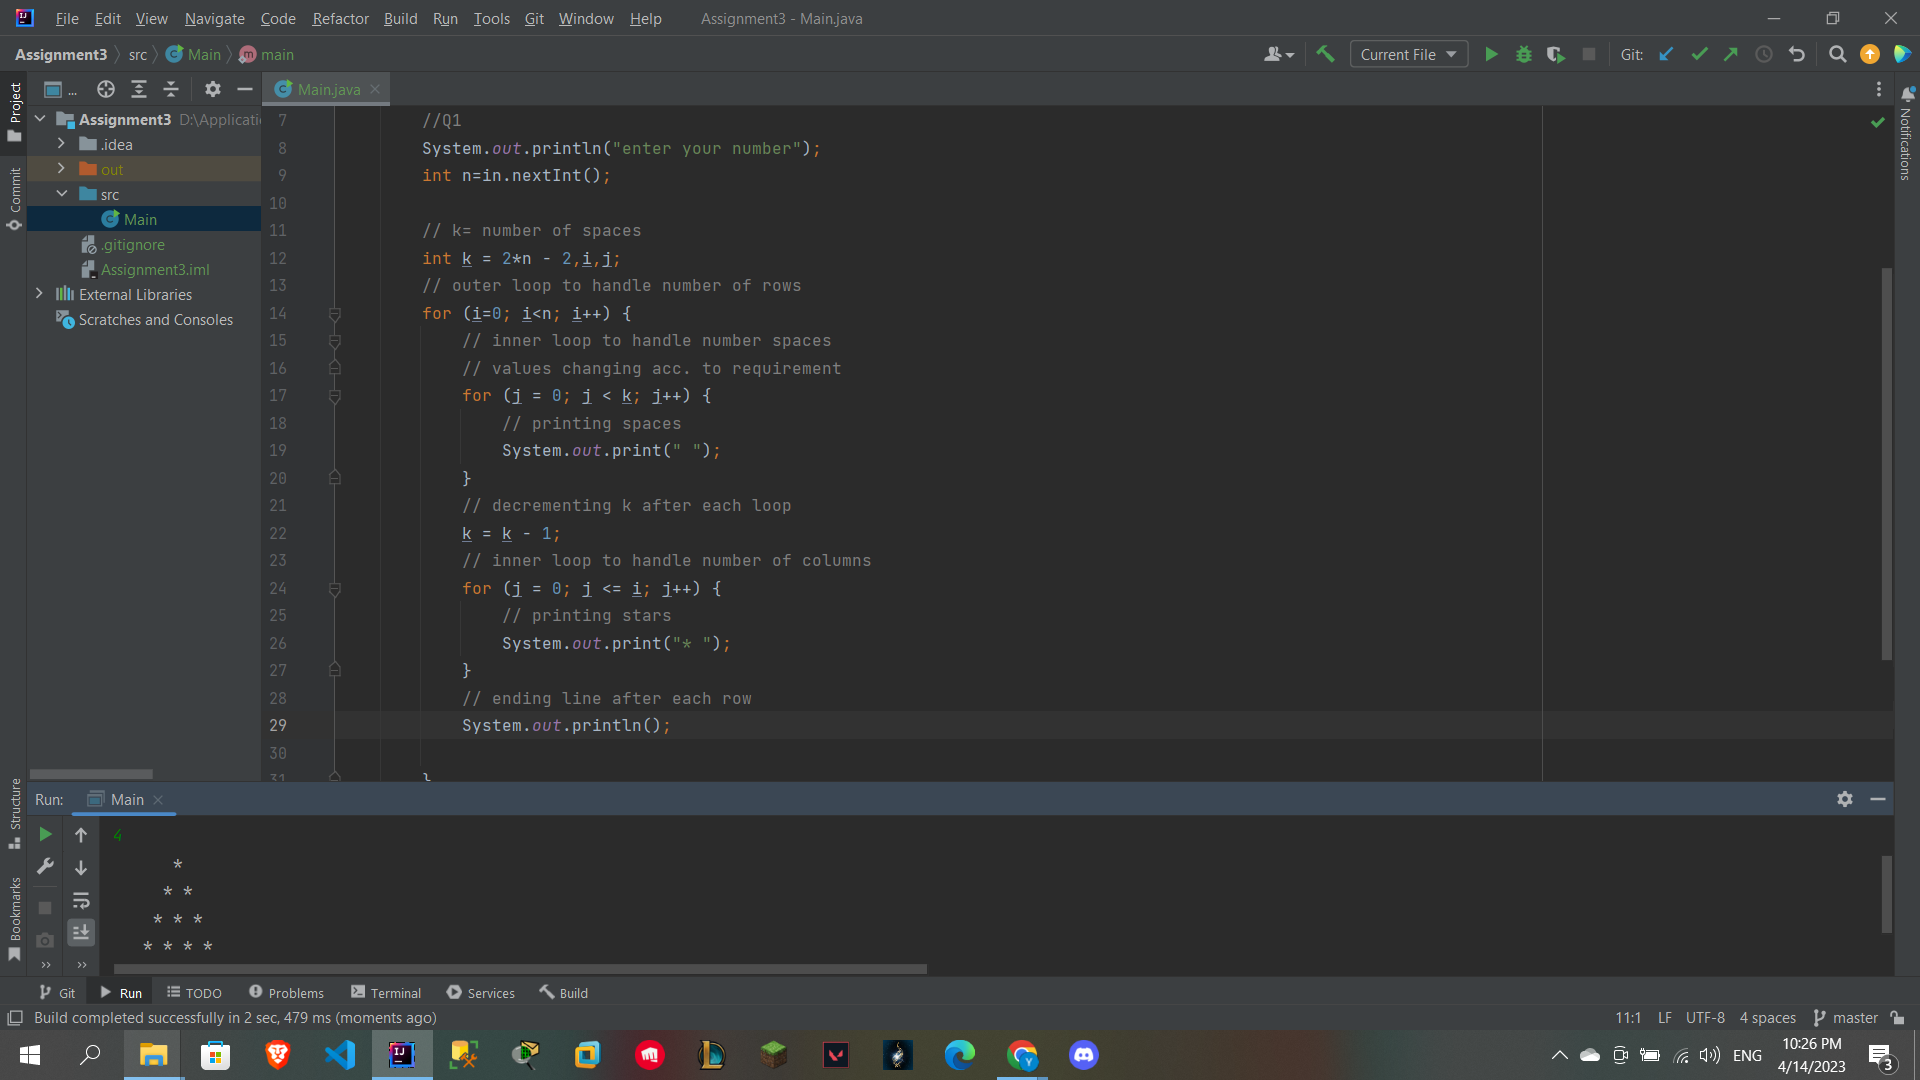 File Edit View Navigate Code Refactor Build Run Tools Git Window Help Assignment3 - Main.java
Assignment3 src Main main Current File Git:
Project ... Main.java
Assignment3 D:\Applicati
.idea
out
src
Main
.gitignore
Assignment3.iml
External Libraries
Scratches and Consoles
Commit
Structure
Bookmarks
Notifications
7 //Q1
8 System.out.println("enter your number");
9 int n=in.nextInt();
10
11 // k= number of spaces
12 int k = 2*n - 2,i,j;
13 // outer loop to handle number of rows
14 for (i=0; i<n; i++) {
15 // inner loop to handle number spaces
16 // values changing acc. to requirement
17 for (j = 0; j < k; j++) {
18 // printing spaces
19 System.out.print(" ");
20 }
21 // decrementing k after each loop
22 k = k - 1;
23 // inner loop to handle number of columns
24 for (j = 0; j <= i; j++) {
25 // printing stars
26 System.out.print("* ");
27 }
28 // ending line after each row
29 System.out.println();
30
31 }
Run: Main
4
*
* *
* * *
* * * *
Git Run TODO Problems Terminal Services Build
Build completed successfully in 2 sec, 479 ms (moments ago) 11:1 LF UTF-8 4 spaces master
ENG 10:26 PM
4/14/2023 3